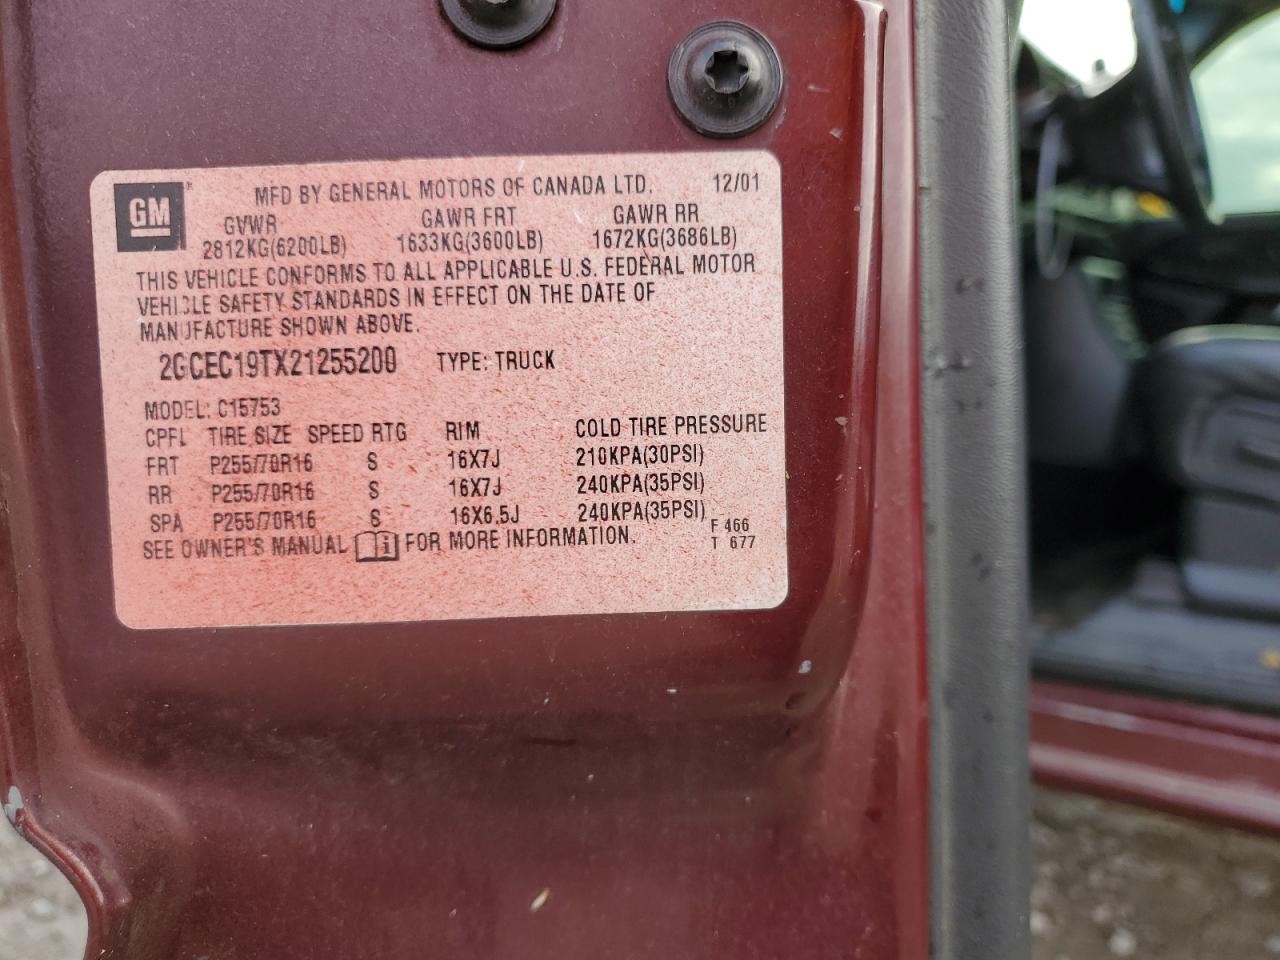 GM ® MFD BY GENERAL MOTORS OF CANADA LTD. 12/01
GVWR GAWR FRT GAWR RR
2812KG(6200LB) 1633KG(3600LB) 1672KG(3686LB)
THIS VEHICLE CONFORMS TO ALL APPLICABLE U.S. FEDERAL MOTOR
VEHICLE SAFETY STANDARDS IN EFFECT ON THE DATE OF
MANUFACTURE SHOWN ABOVE.
2GCEC19TX21255200 TYPE: TRUCK
MODEL: C15753
CPFL TIRE SIZE SPEED RTG RIM COLD TIRE PRESSURE
FRT P255/70R16 S 16X7J 210KPA(30PSI)
RR P255/70R16 S 16X7J 240KPA(35PSI)
SPA P255/70R16 S 16X6.5J 240KPA(35PSI)
SEE OWNER'S MANUAL i FOR MORE INFORMATION.
F 466
T 677